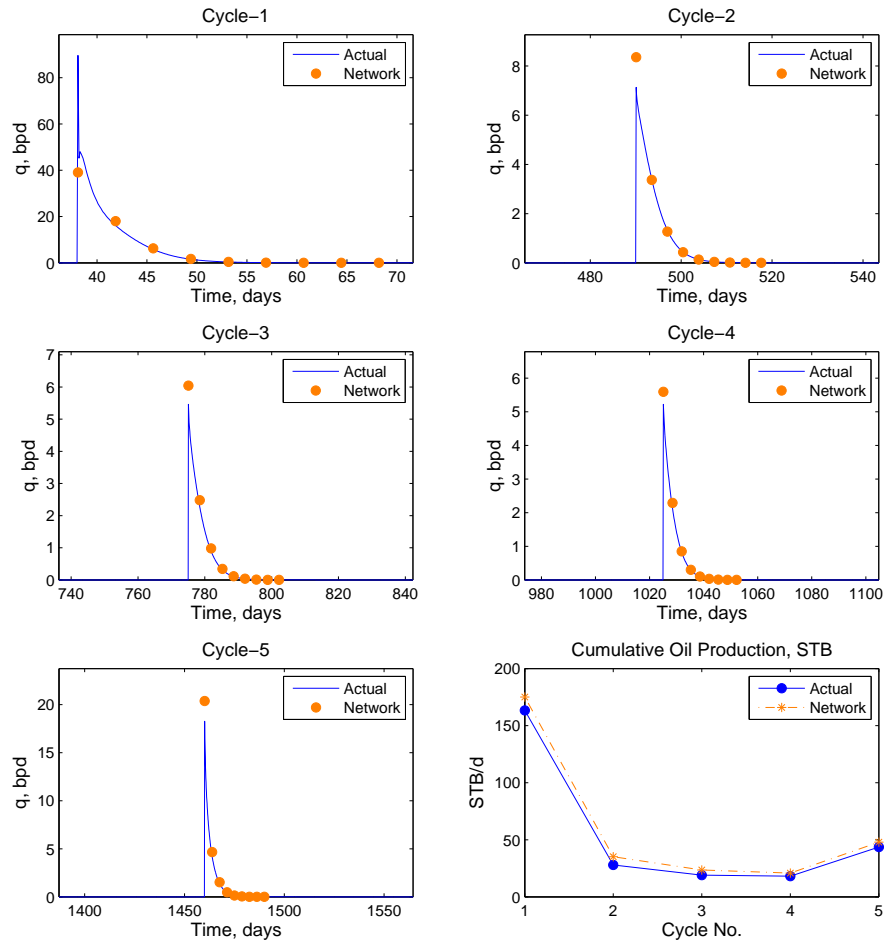 Cycle−1
q, bpd
80
60
40
20
0
Actual
Network
40 45 50 55 60 65 70
Time, days
Cycle−2
q, bpd
8
6
4
2
0
Actual
Network
480 500 520 540
Time, days
Cycle−3
q, bpd
7
6
5
4
3
2
1
0
Actual
Network
740 760 780 800 820 840
Time, days
Cycle−4
q, bpd
6
5
4
3
2
1
0
Actual
Network
980 1000 1020 1040 1060 1080 1100
Time, days
Cycle−5
q, bpd
20
15
10
5
0
Actual
Network
1400 1450 1500 1550
Time, days
Cumulative Oil Production, STB
STB/d
200
150
100
50
0
Actual
Network
1 2 3 4 5
Cycle No.